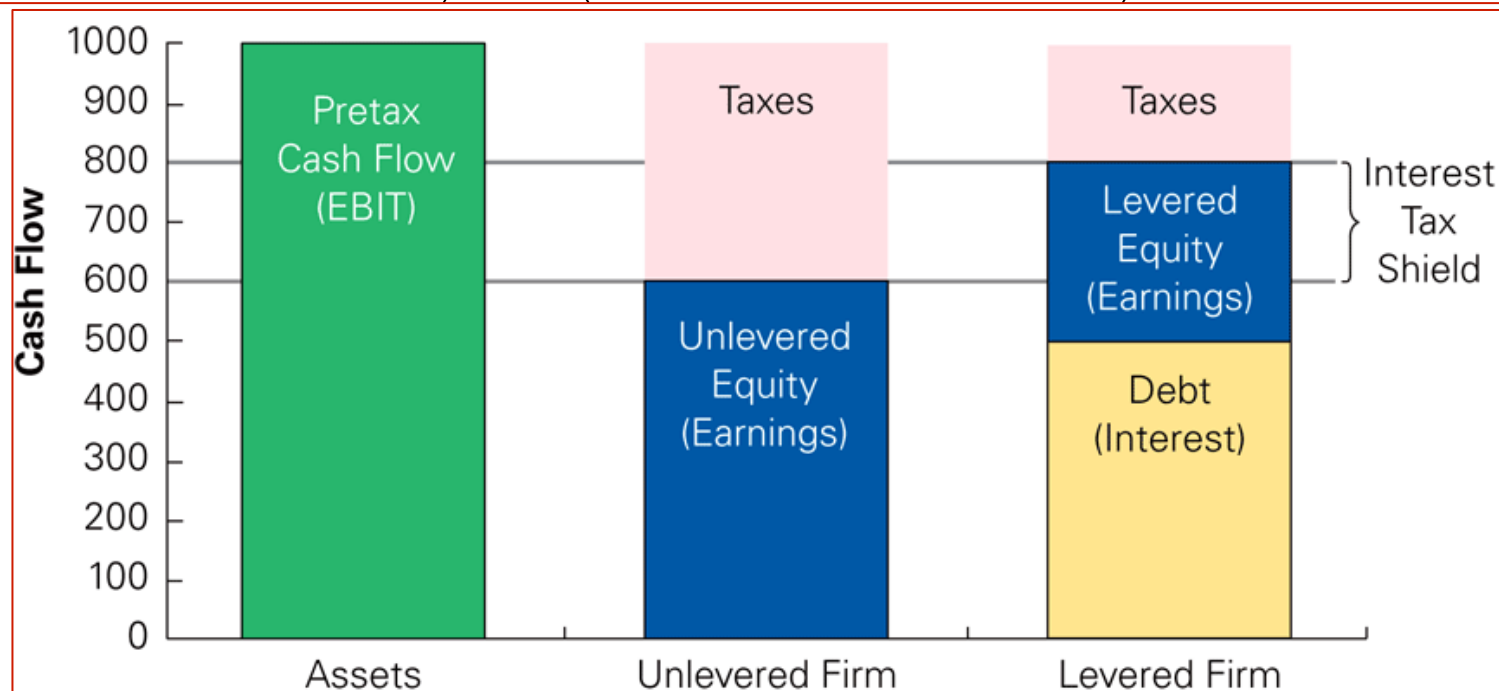 1000
900
800
700
600
500
400
300
200
100
0
Cash Flow
Pretax
Cash Flow
(EBIT)
Taxes
Unlevered
Equity
(Earnings)
Taxes
Levered
Equity
(Earnings)
Debt
(Interest)
Interest
Tax
Shield
Assets
Unlevered Firm
Levered Firm